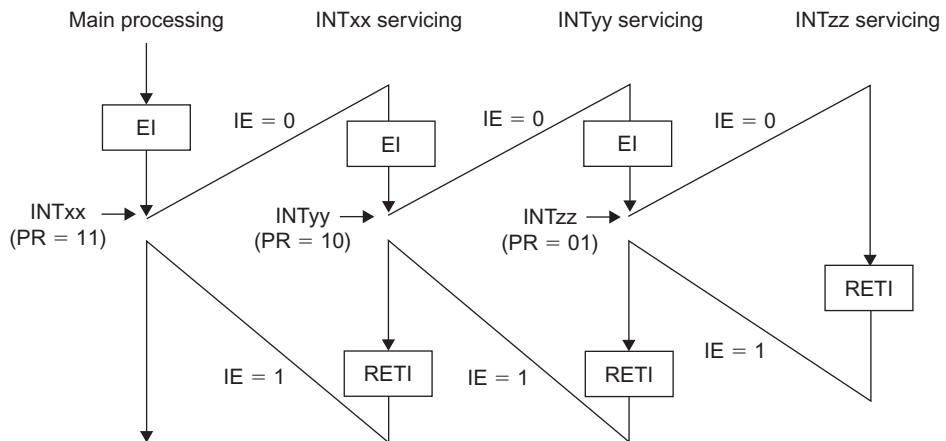 Main processing
INTxx servicing
INTyy servicing
INTzz servicing
EI
IE = 0
EI
IE = 0
EI
IE = 0
INTxx
(PR = 11)
INTyy
(PR = 10)
INTzz
(PR = 01)
RETI
IE = 1
RETI
IE = 1
RETI
IE = 1